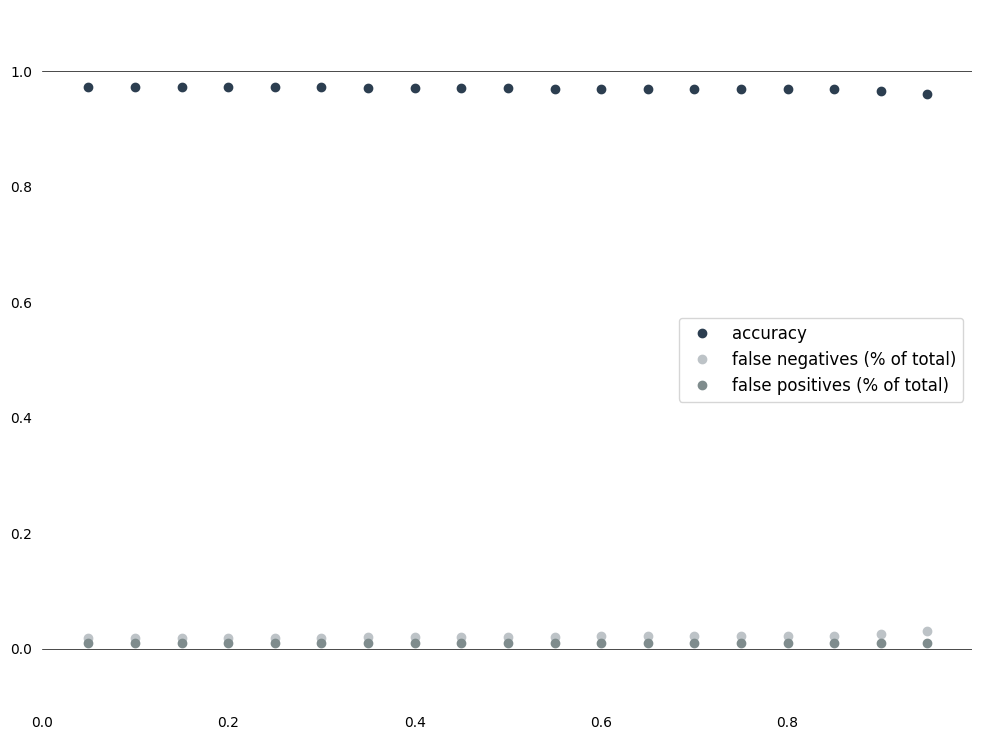 1.0
0.8
0.6
accuracy
false negatives (% of total)
false positives (% of total)
0.4
0.2
0.0
0.0 0.2 0.4 0.6 0.8